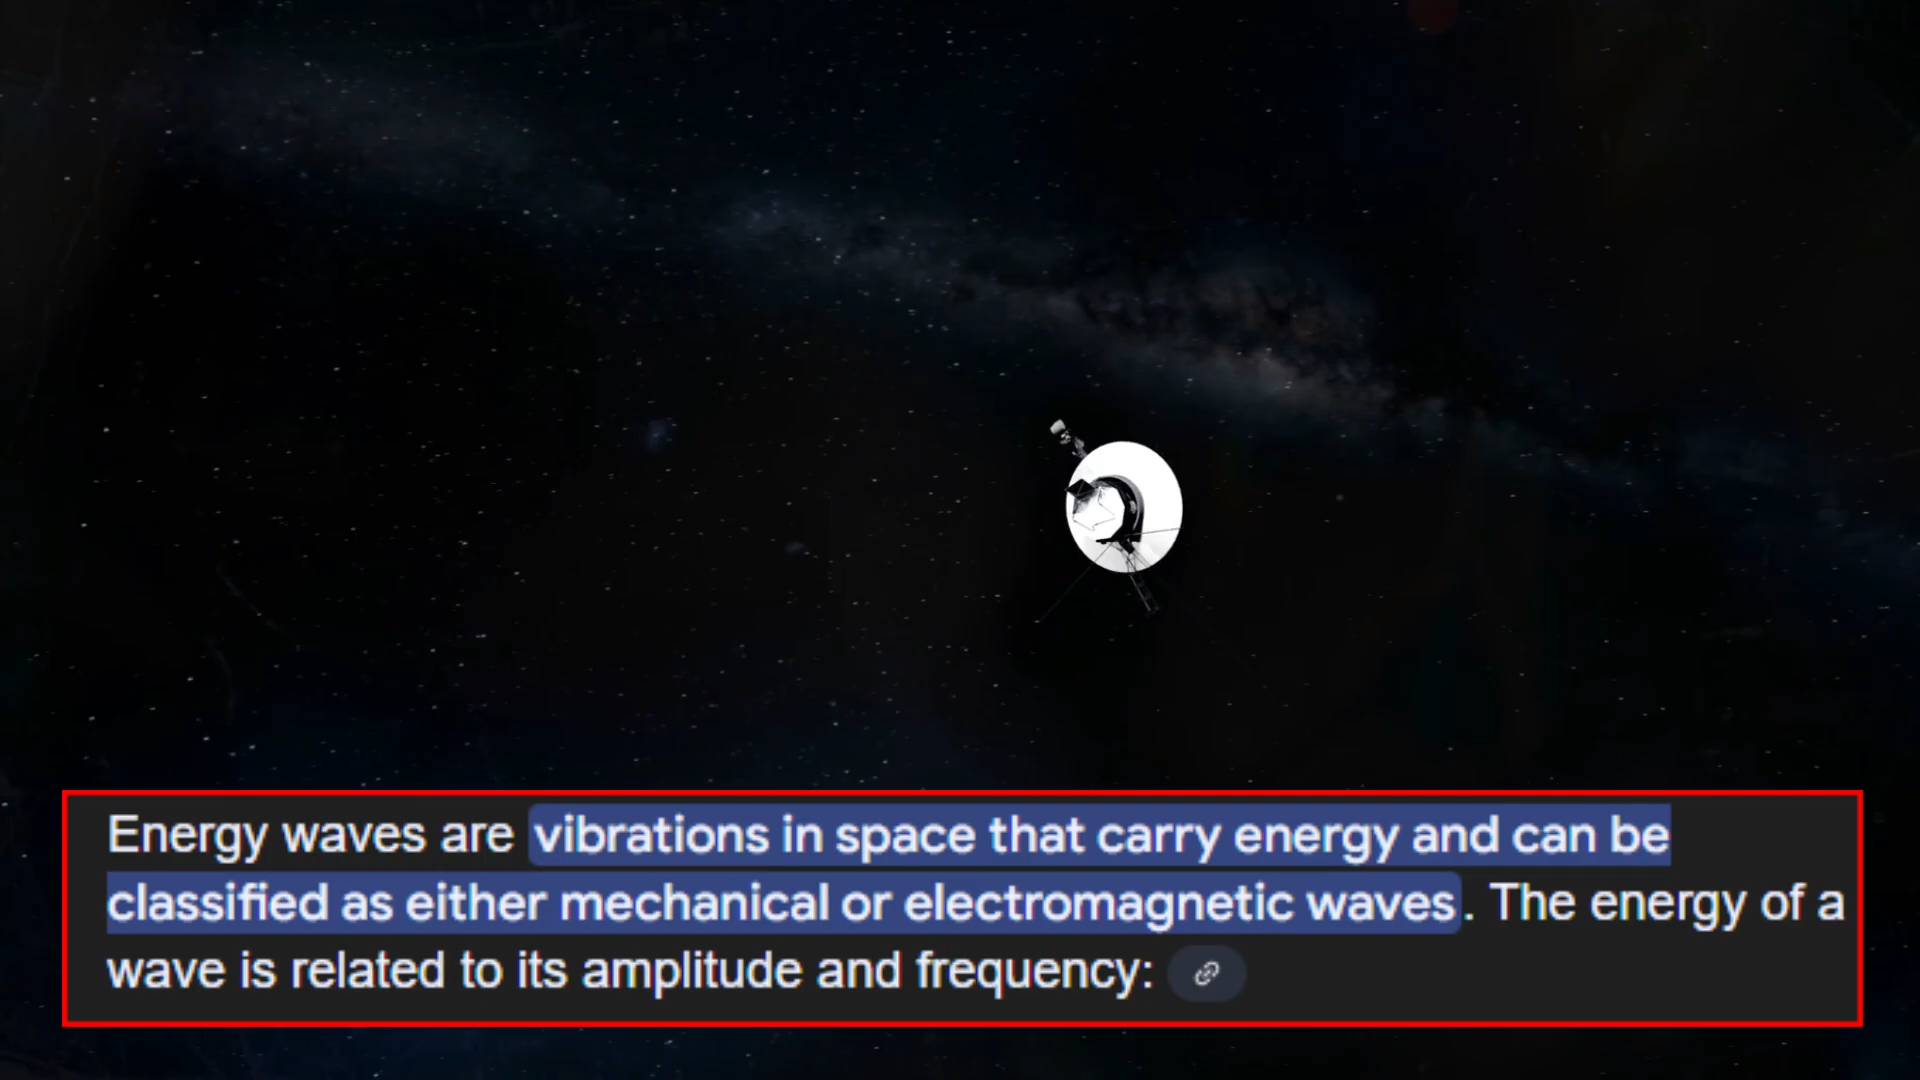 Energy waves are vibrations in space that carry energy and can be
classified as either mechanical or electromagnetic waves. The energy of a
wave is related to its amplitude and frequency: